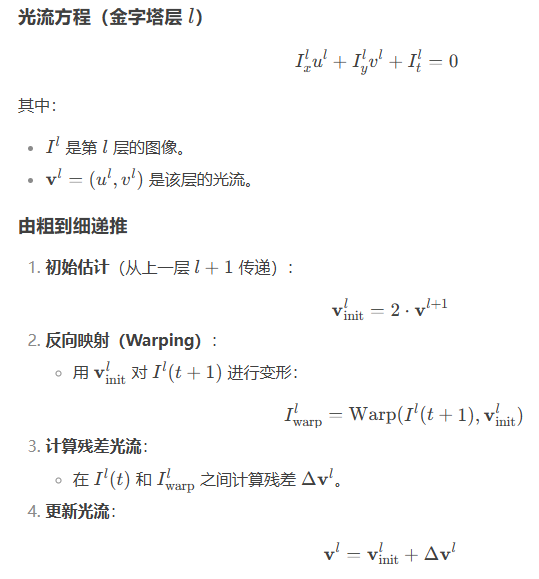 光流方程（金字塔层 $l$）
$I_x^l u^l + I_y^l v^l + I_t^l = 0$
其中：
• $I^l$ 是第 $l$ 层的图像。
• $\mathbf{v}^l = (u^l, v^l)$ 是该层的光流。
由粗到细递推
1. 初始估计（从上一层 $l+1$ 传递）：
$\mathbf{v}_{\text{init}}^l = 2 \cdot \mathbf{v}^{l+1}$
2. 反向映射（Warping）：
◦ 用 $\mathbf{v}_{\text{init}}^l$ 对 $I^l(t+1)$ 进行变形：
$I_{\text{warp}}^l = \text{Warp}(I^l(t+1), \mathbf{v}_{\text{init}}^l)$
3. 计算残差光流：
◦ 在 $I^l(t)$ 和 $I_{\text{warp}}^l$ 之间计算残差 $\Delta\mathbf{v}^l$。
4. 更新光流：
$\mathbf{v}^l = \mathbf{v}_{\text{init}}^l + \Delta\mathbf{v}^l$